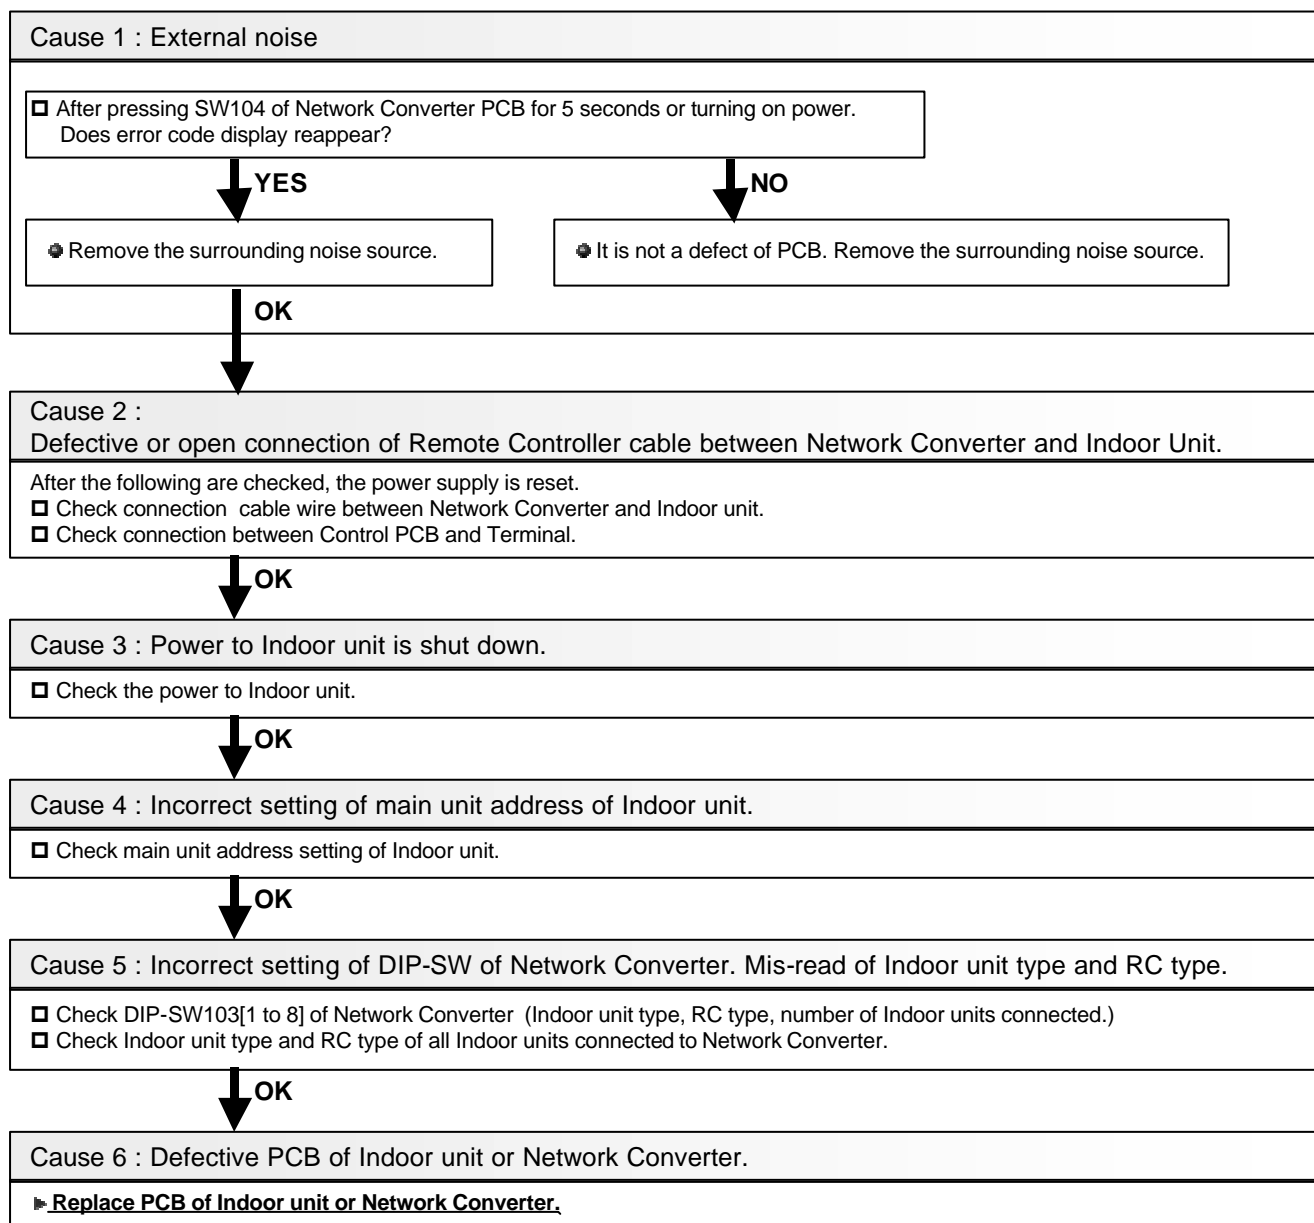 Cause 1 : External noise
After pressing SW104 of Network Converter PCB for 5 seconds or turning on power.
Does error code display reappear?
YES
NO
Remove the surrounding noise source.
It is not a defect of PCB. Remove the surrounding noise source.
OK
Cause 2 :
Defective or open connection of Remote Controller cable between Network Converter and Indoor Unit.
After the following are checked, the power supply is reset.
Check connection cable wire between Network Converter and Indoor unit.
Check connection between Control PCB and Terminal.
OK
Cause 3 : Power to Indoor unit is shut down.
Check the power to Indoor unit.
OK
Cause 4 : Incorrect setting of main unit address of Indoor unit.
Check main unit address setting of Indoor unit.
OK
Cause 5 : Incorrect setting of DIP-SW of Network Converter. Mis-read of Indoor unit type and RC type.
Check DIP-SW103[1 to 8] of Network Converter (Indoor unit type, RC type, number of Indoor units connected.)
Check Indoor unit type and RC type of all Indoor units connected to Network Converter.
OK
Cause 6 : Defective PCB of Indoor unit or Network Converter.
Replace PCB of Indoor unit or Network Converter.